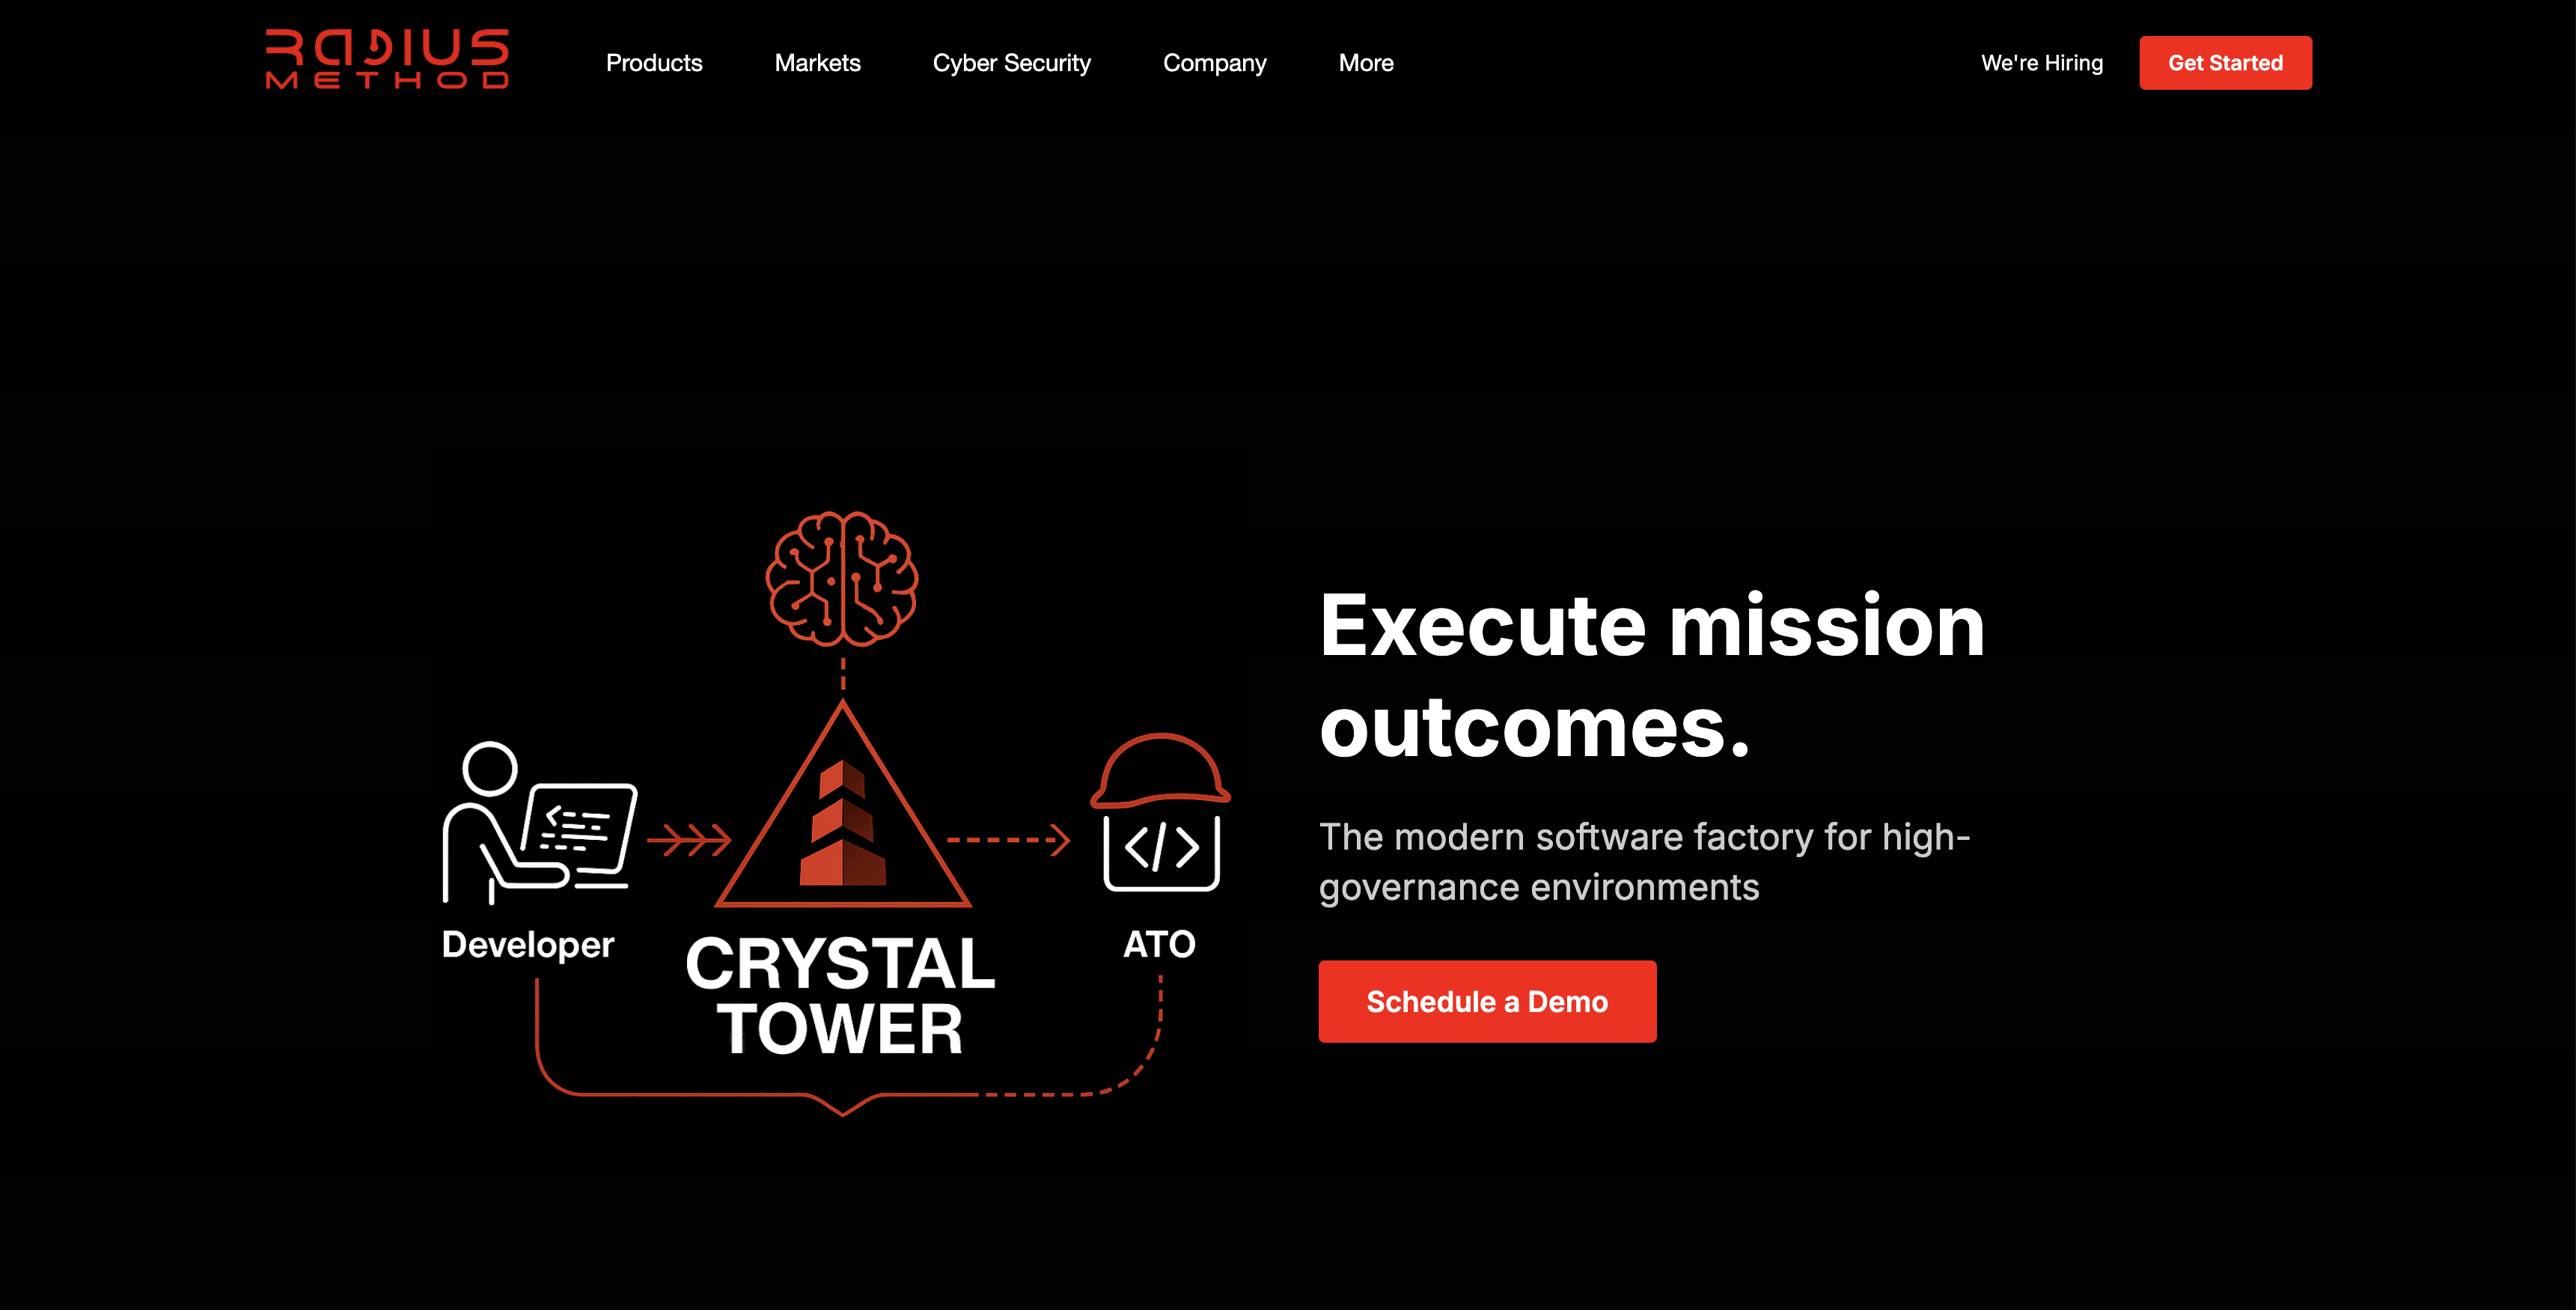 RADIUS
METHOD
Products
Markets
Cyber Security
Company
More
We're Hiring
Get Started
Developer
CRYSTAL
TOWER
</>
ATO
Execute mission
outcomes.
The modern software factory for high-
governance environments
Schedule a Demo